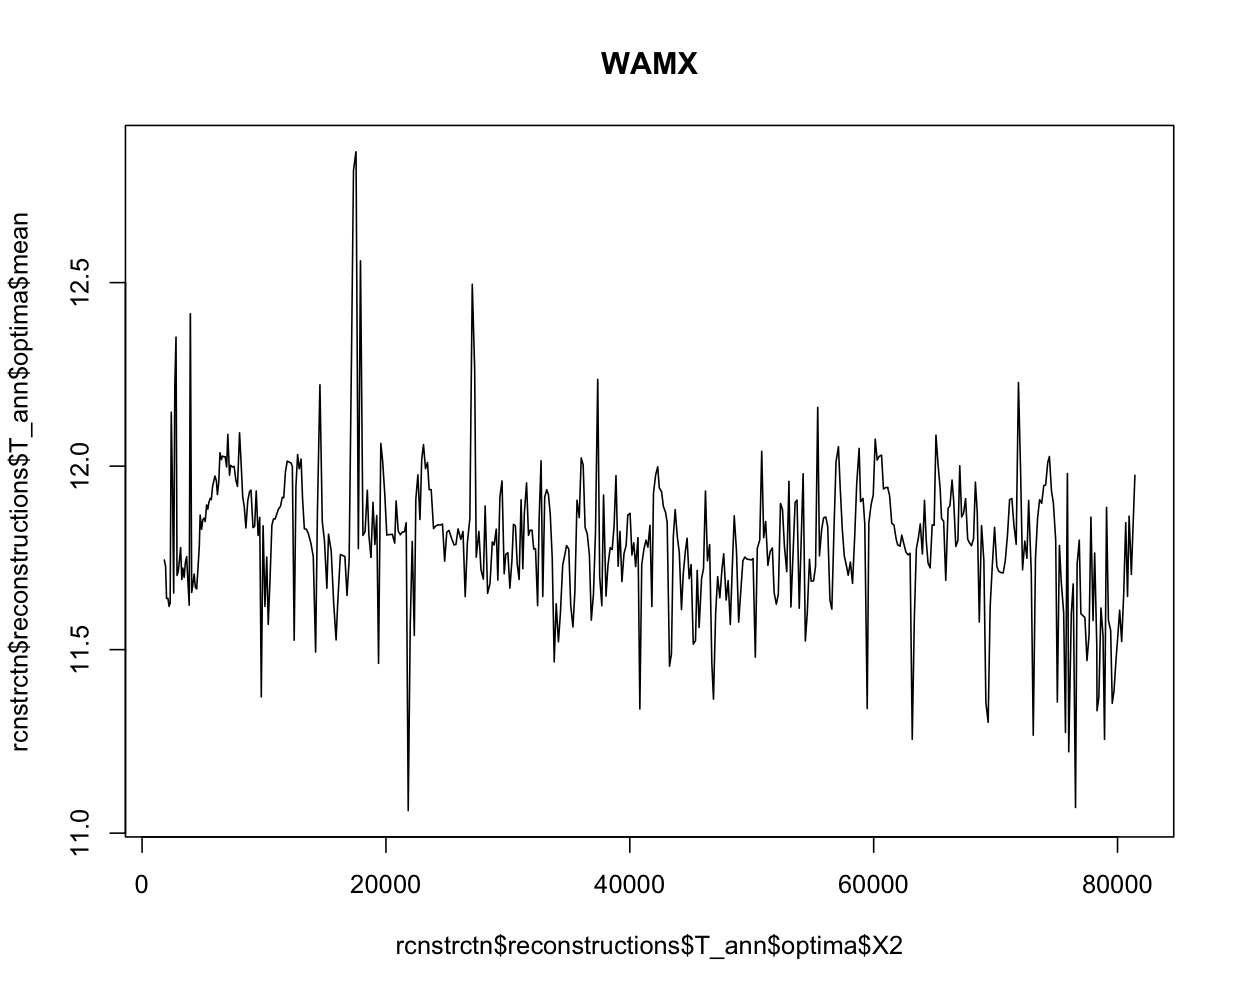 WAMX
rcnstrctn$reconstructions$T_ann$optima$mean
12.5
12.0
11.5
11.0
0 20000 40000 60000 80000
rcnstrctn$reconstructions$T_ann$optima$X2